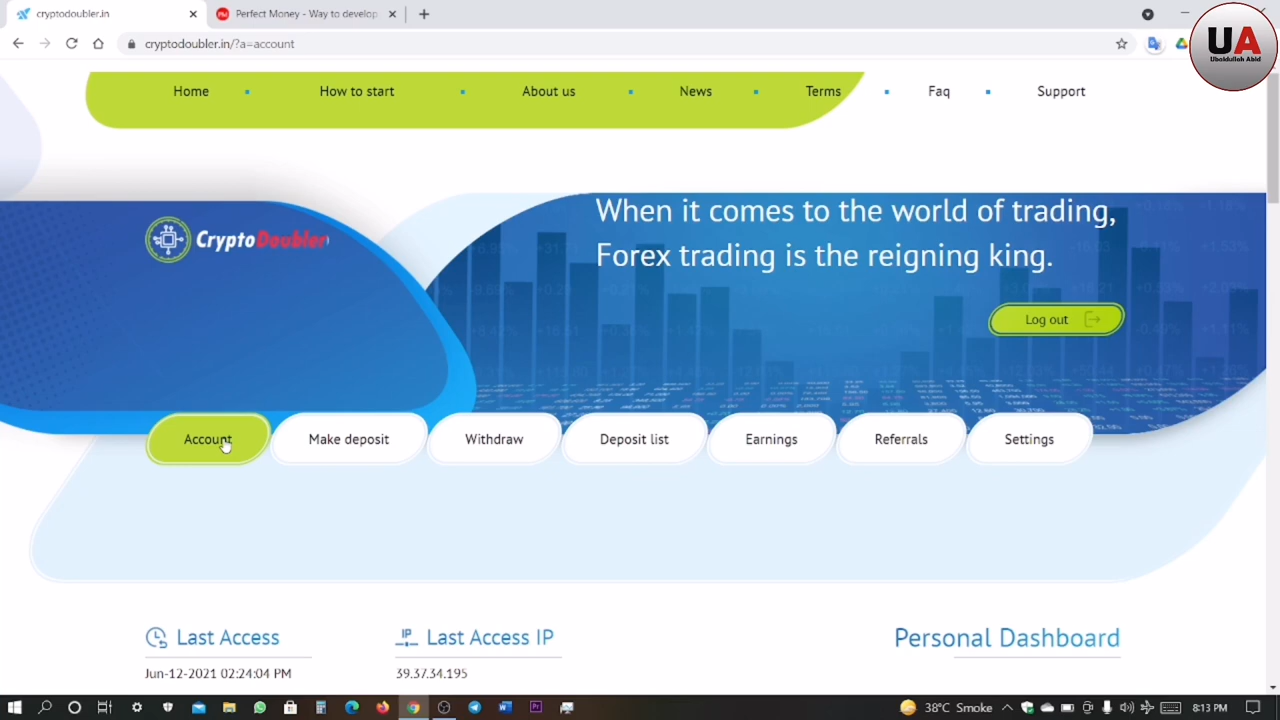 cryptodoubler.in
Perfect Money - Way to develop
cryptodoubler.in/?a=account
UA
Ubaidullah Abid
Home
How to start
About us
News
Terms
Faq
Support
CryptoDoubler
When it comes to the world of trading,
Forex trading is the reigning king.
Log out
Account
Make deposit
Withdraw
Deposit list
Earnings
Referrals
Settings
Last Access
Last Access IP
Personal Dashboard
Jun-12-2021 02:24:04 PM
39.37.34.195
38°C Smoke
8:13 PM